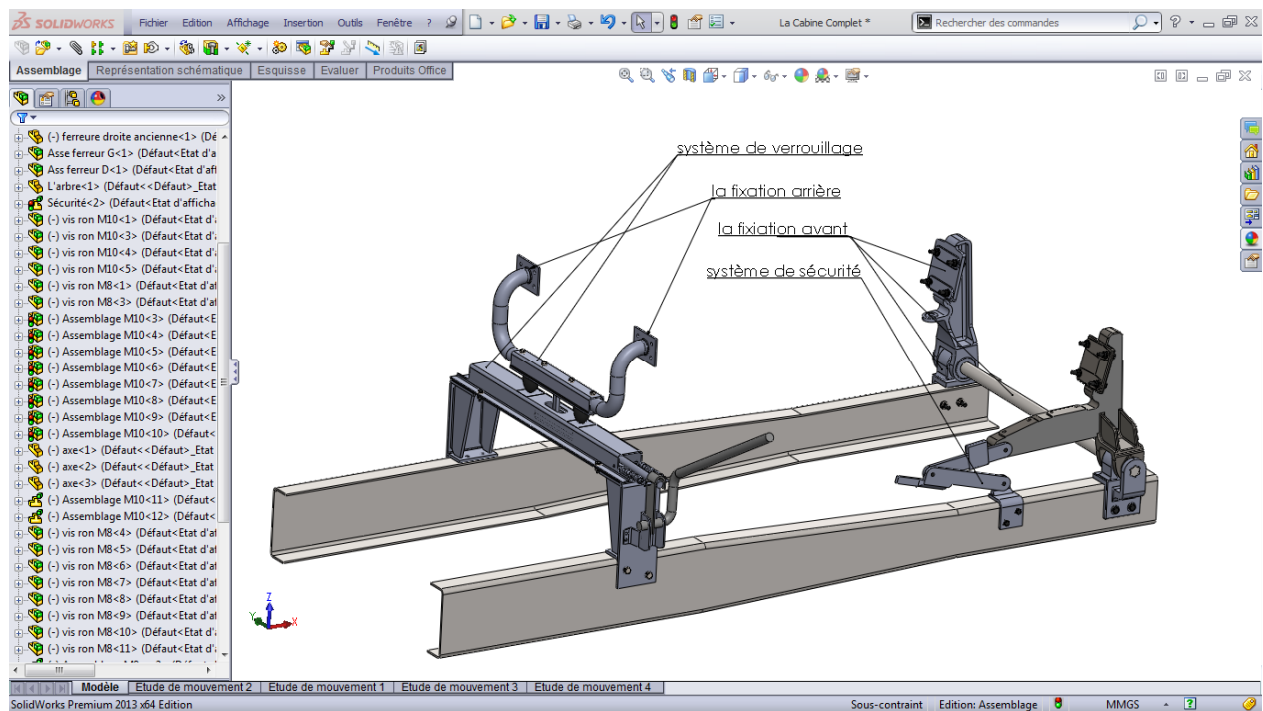 SOLIDWORKS Fichier Edition Affichage Insertion Outils Fenêtre ? La Cabine Complet * Rechercher des commandes ?
Assemblage Représentation schématique Esquisse Evaluer Produits Office
(-) ferreure droite ancienne<1> (Dé
Asse ferreur G<1> (Défaut<Etat d'a
Ass ferreur D<1> (Défaut<Etat d'aff
L'arbre<1> (Défaut<<Défaut>_Etat
Sécurité<2> (Défaut<Etat d'afficha
(-) vis ron M10<1> (Défaut<Etat d'a
(-) vis ron M10<3> (Défaut<Etat d'a
(-) vis ron M10<4> (Défaut<Etat d'a
(-) vis ron M10<5> (Défaut<Etat d'a
(-) vis ron M8<1> (Défaut<Etat d'af
(-) vis ron M8<3> (Défaut<Etat d'af
(-) Assemblage M10<3> (Défaut<E
(-) Assemblage M10<4> (Défaut<E
(-) Assemblage M10<5> (Défaut<E
(-) Assemblage M10<6> (Défaut<E
(-) Assemblage M10<7> (Défaut<E
(-) Assemblage M10<8> (Défaut<E
(-) Assemblage M10<9> (Défaut<E
(-) Assemblage M10<10> (Défaut<
(-) axe<1> (Défaut<<Défaut>_Etat
(-) axe<2> (Défaut<<Défaut>_Etat
(-) axe<3> (Défaut<<Défaut>_Etat
(-) Assemblage M10<11> (Défaut<
(-) Assemblage M10<12> (Défaut<
(-) vis ron M8<4> (Défaut<Etat d'af
(-) vis ron M8<5> (Défaut<Etat d'af
(-) vis ron M8<6> (Défaut<Etat d'af
(-) vis ron M8<7> (Défaut<Etat d'af
(-) vis ron M8<8> (Défaut<Etat d'af
(-) vis ron M8<9> (Défaut<Etat d'af
(-) vis ron M8<10> (Défaut<Etat d'a
(-) vis ron M8<11> (Défaut<Etat d'a
système de verrouillage
la fixation arrière
la fixiation avant
système de sécurité
Z
Y X
Modèle Etude de mouvement 2 Etude de mouvement 1 Etude de mouvement 3 Etude de mouvement 4
SolidWorks Premium 2013 x64 Edition Sous-contraint Edition: Assemblage MMGS ?